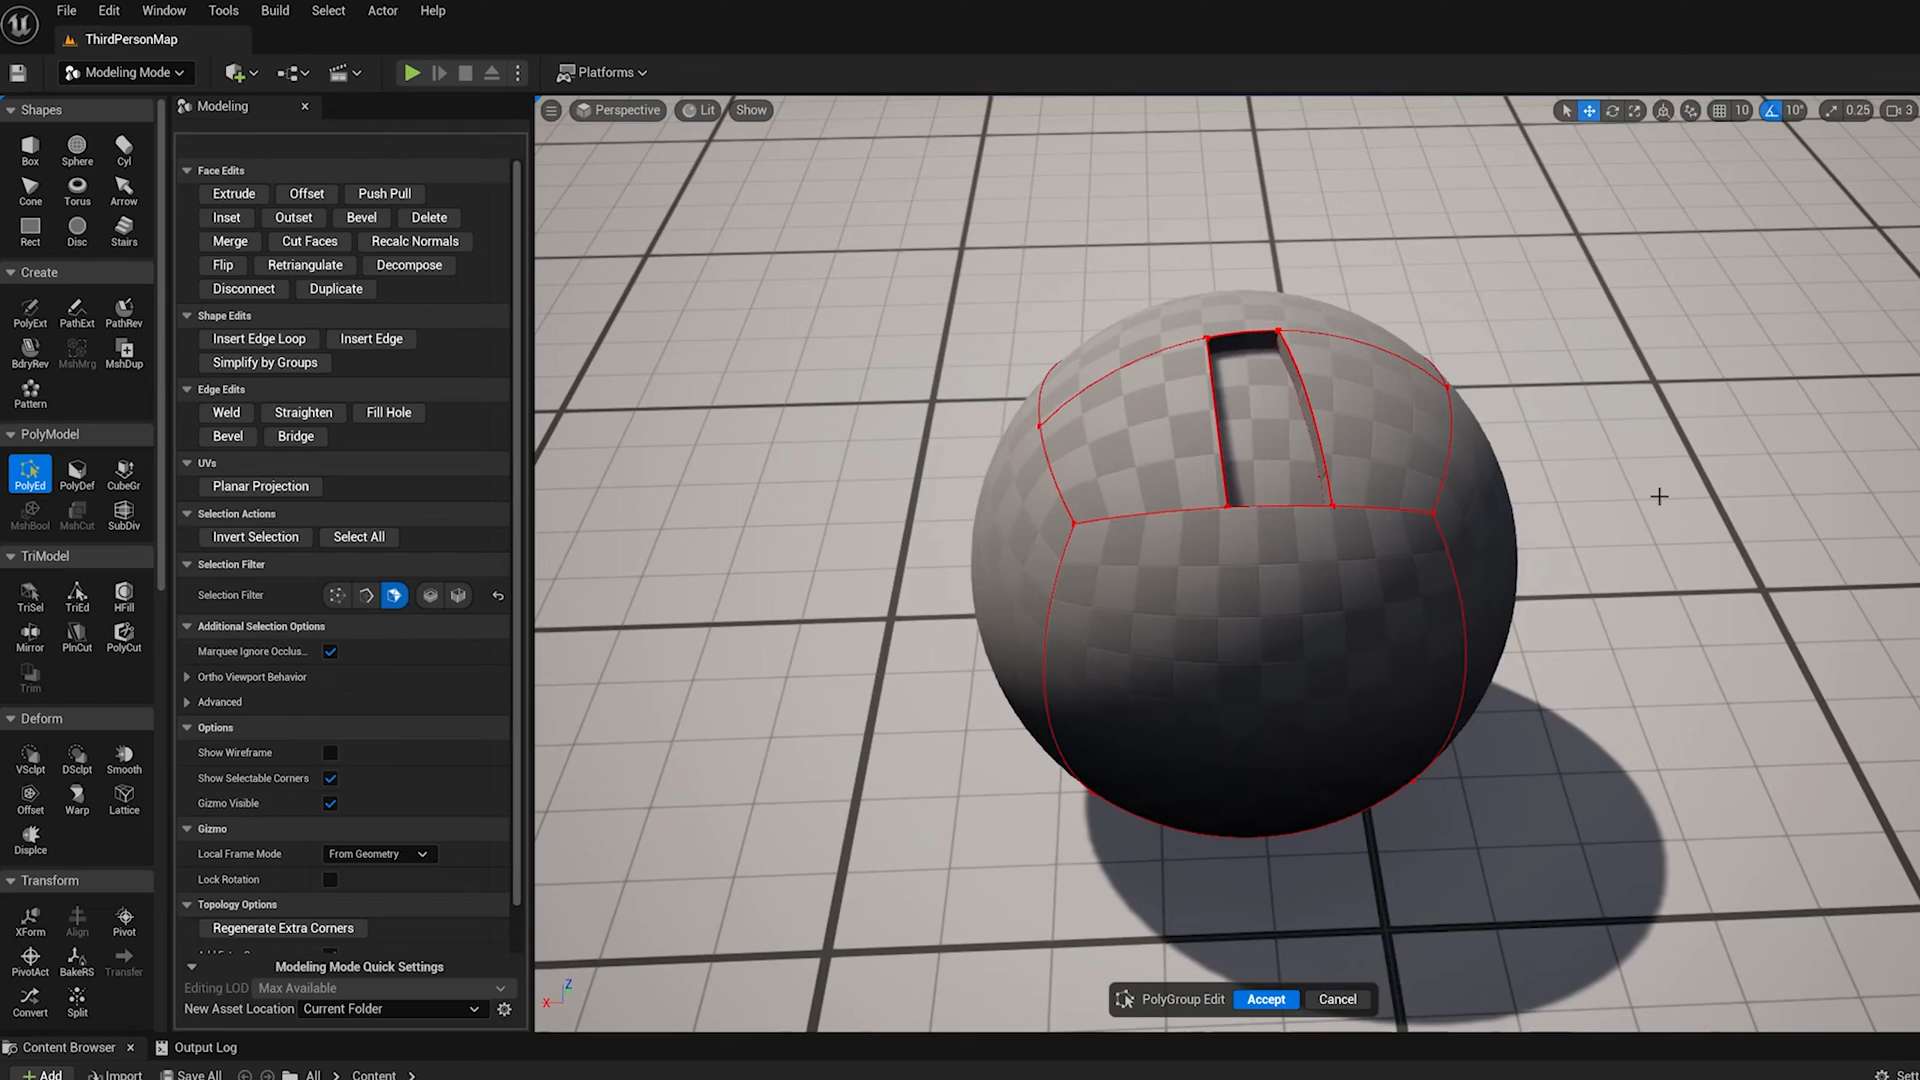 File Edit Window Tools Build Select Actor Help
ThirdPersonMap
Modeling Mode Platforms
Shapes
Box Sphere Cyl
Cone Torus Arrow
Rect Disc Stairs
Create
PolyExt PathExt PathRev
BdryRev MshMrg MshDup
Pattern
PolyModel
PolyEd PolyDef CubeGr
MshBool MshCut SubDiv
TriModel
TriSel TriEd HFill
Mirror PlnCut PolyCut
Trim
Deform
VSclpt DSclpt Smooth
Offset Warp Lattice
Displce
Transform
XForm Align Pivot
PivotAct BakeRS Transfer
Convert Split
Modeling
Face Edits
Extrude Offset Push Pull
Inset Outset Bevel Delete
Merge Cut Faces Recalc Normals
Flip Retriangulate Decompose
Disconnect Duplicate
Shape Edits
Insert Edge Loop Insert Edge
Simplify by Groups
Edge Edits
Weld Straighten Fill Hole
Bevel Bridge
UVs
Planar Projection
Selection Actions
Invert Selection Select All
Selection Filter
Selection Filter
Additional Selection Options
Marquee Ignore Occlus...
Ortho Viewport Behavior
Advanced
Options
Show Wireframe
Show Selectable Corners
Gizmo Visible
Gizmo
Local Frame Mode From Geometry
Lock Rotation
Topology Options
Regenerate Extra Corners
Modeling Mode Quick Settings
Editing LOD Max Available
New Asset Location Current Folder
Perspective Lit Show
10 10° 0.25 3
Z
X
PolyGroup Edit Accept Cancel
Content Browser Output Log
Add Import Save All All Content Sett